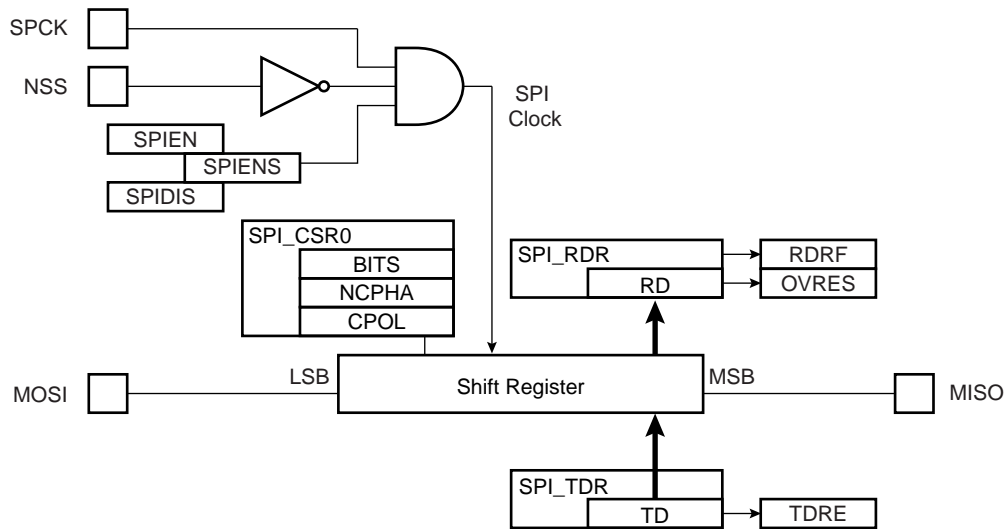 SPCK
NSS
SPI
Clock
SPIEN
SPIENS
SPIDIS
SPI_CSR0
BITS
NCPHA
CPOL
SPI_RDR
RD
RDRF
OVRES
MOSI
LSB
Shift Register
MSB
MISO
SPI_TDR
TD
TDRE